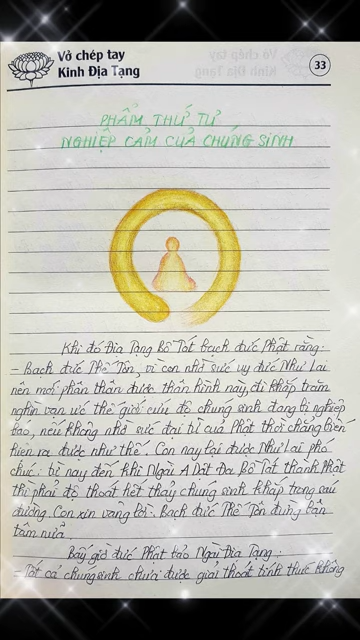 Vở chép tay
Kinh Địa Tạng
33
PHẨM THỨ TƯ
NGHIỆP CẢM CỦA CHÚNG SINH
Khi đó Địa Tạng Bồ Tát bạch đức Phật rằng:
- Bạch đức Thế Tôn, vì con nhờ sức uy đức Như Lai
nên mới phân thân được thân hình này, đi khắp trăm
nghìn vạn ức thế giới cứu độ chúng sinh đang bị nghiệp
báo, nếu không nhờ sức đại bi của Phật thời chẳng biến
hiện ra được như thế. Con nay lại được Như Lai phó
chúc: từ nay đến khi Ngài A Dật Đa Bồ Tát thành Phật
thì phải độ thoát hết thảy chúng sinh khắp trong sáu
đường. Con xin vâng lời. Bạch đức Thế Tôn đừng bận
tâm nữa.
Bấy giờ đức Phật bảo Ngài Địa Tạng:
- Tất cả chúng sinh chưa được giải thoát tính thức không